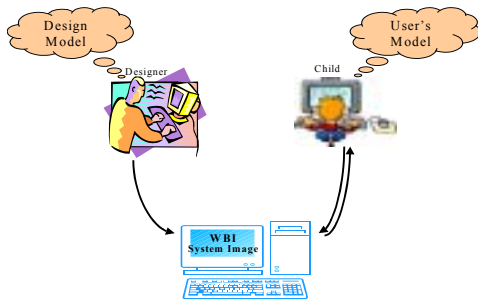 Design
Model
User's
Model
Designer
Child
WBI
System Image